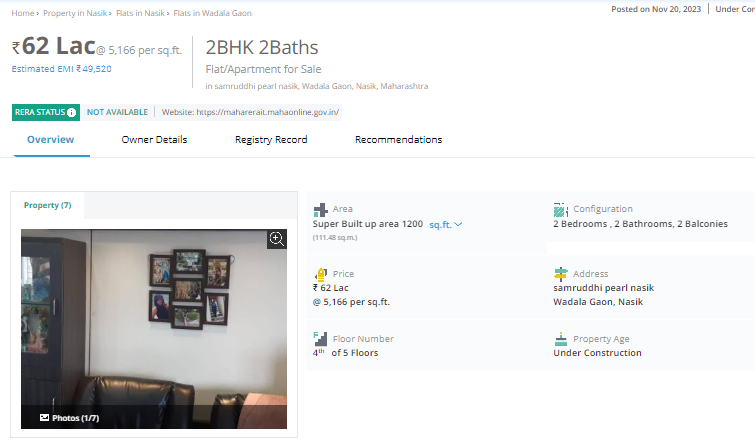 Home › Property in Nasik › Flats in Nasik › Flats in Wadala Gaon
Posted on Nov 20, 2023 | Under Con
₹62 Lac @ 5,166 per sq.ft.
Estimated EMI ₹ 49,520
2BHK 2Baths
Flat/Apartment for Sale
in samruddhi pearl nasik, Wadala Gaon, Nasik, Maharashtra
RERA STATUS NOT AVAILABLE | Website: https://maharerait.mahaonline.gov.in/
Overview Owner Details Registry Record Recommendations
Property (7)
Photos (1/7)
Area
Super Built up area 1200 sq.ft.
(111.48 sq.m.)
Configuration
2 Bedrooms , 2 Bathrooms, 2 Balconies
Price
₹ 62 Lac
@ 5,166 per sq.ft.
Address
samruddhi pearl nasik
Wadala Gaon, Nasik
Floor Number
4th of 5 Floors
Property Age
Under Construction